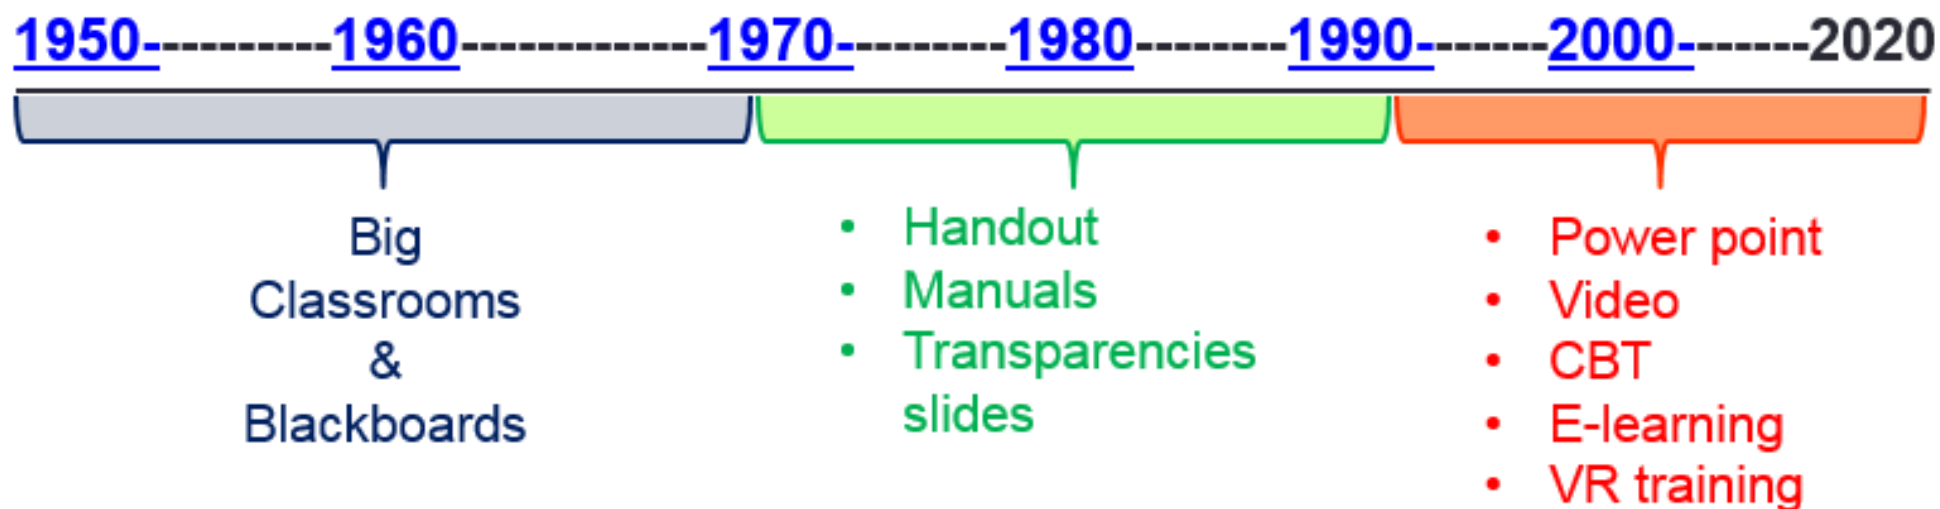 1950----------1960-------------1970---------1980--------1990-------2000-------2020
Big
Classrooms
&
Blackboards
• Handout
• Manuals
• Transparencies
slides
• Power point
• Video
• CBT
• E-learning
• VR training